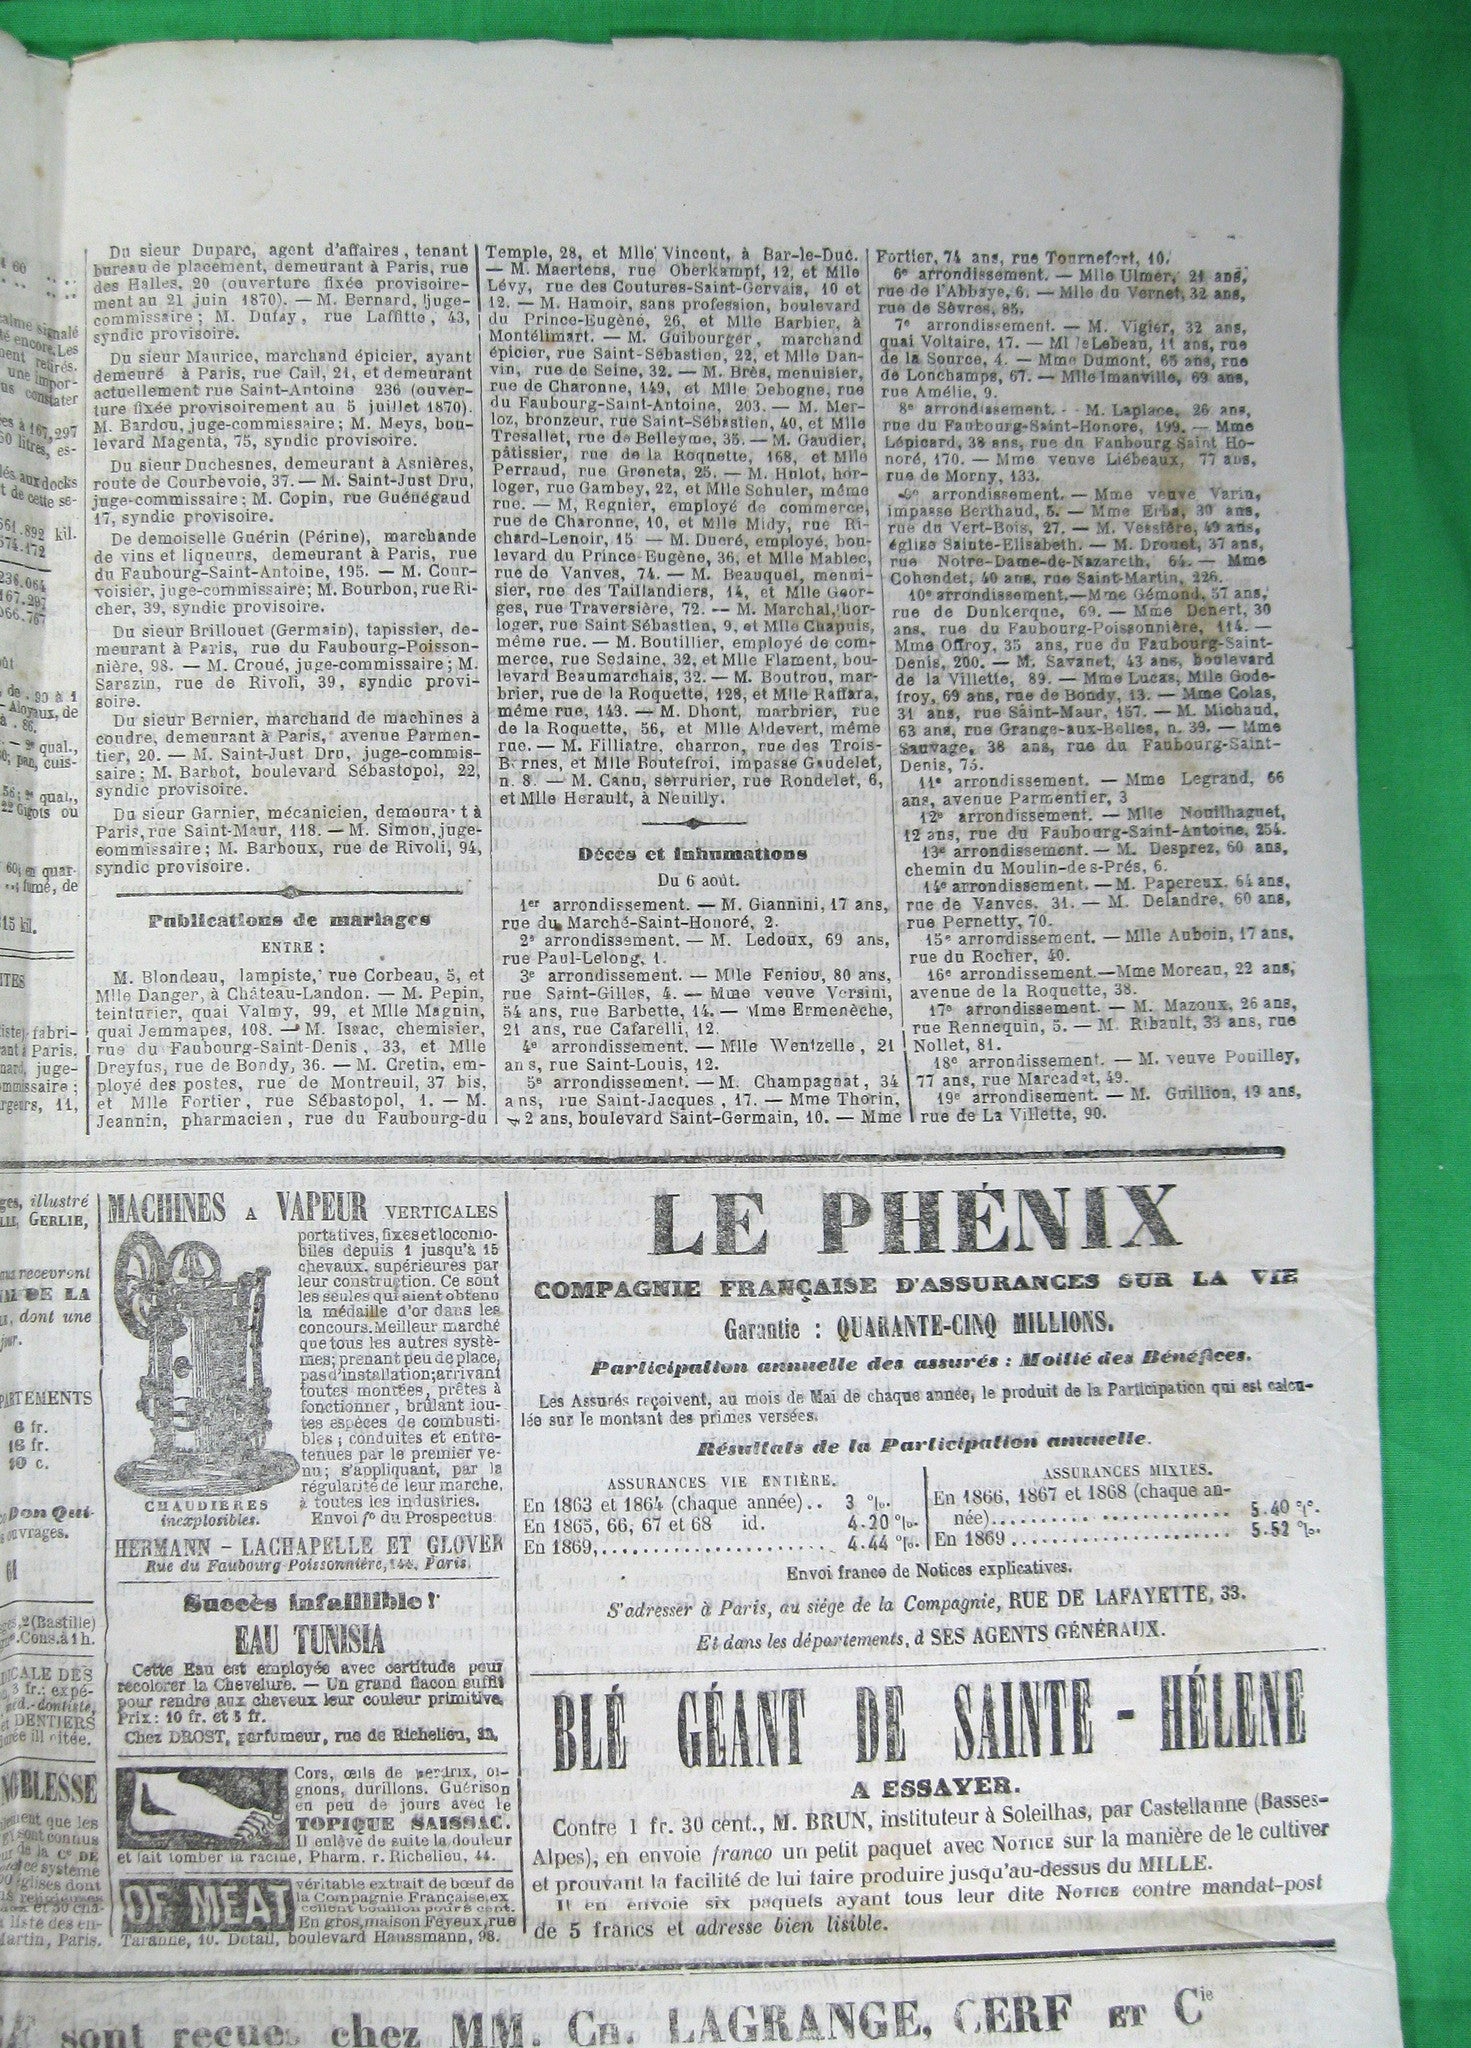 Du sieur Duparc, agent d'affaires, tenant
bureau de placement, demeurant à Paris, rue
des Halles, 20 (ouverture fixée provisoire-
ment au 21 juin 1870). — M. Bernard, juge-
commissaire; M. Dufay, rue Laffitte, 43,
syndic provisoire.
Du sieur Maurice, marchand épicier, ayant
demeuré à Paris, rue Cail, 21, et demeurant
actuellement rue Saint-Antoine 236 (ouver-
ture fixée provisoirement au 5 juillet 1870).
M. Bardou, juge-commissaire; M. Meys, bou-
levard Magenta, 75, syndic provisoire.
Du sieur Duchesnes, demeurant à Asnières,
route de Courbevoie, 37. — M. Saint-Just Dru,
juge-commissaire; M. Copin, rue Guénégaud
17, syndic provisoire.
De demoiselle Guérin (Périne), marchande
de vins et liqueurs, demeurant à Paris, rue
du Faubourg-Saint-Antoine, 195. — M. Cour-
voisier, juge-commissaire; M. Bourbon, rue Ri-
cher, 39, syndic provisoire.
Du sieur Brillouet (Germain), tapissier, de-
meurant à Paris, rue du Faubourg-Poisson-
nière, 98. — M. Croué, juge-commissaire; M.
Sarazin, rue de Rivoli, 39, syndic provi-
soire.
Du sieur Bernier, marchand de machines à
coudre, demeurant à Paris, avenue Parmen-
tier, 20. — M. Saint-Just Dru, juge-commis-
saire; M. Barbot, boulevard Sébastopol, 22,
syndic provisoire.
Du sieur Garnier, mécanicien, demeurant à
Paris, rue Saint-Maur, 118. — M. Simon, juge-
commissaire; M. Barboux, rue de Rivoli, 94,
syndic provisoire.
Publications de mariages
ENTRE :
M. Blondeau, lampiste, rue Corbeau, 5, et
Mlle Danger, à Château-Landon. — M. Pepin,
teinturier, quai Valmy, 99, et Mlle Magnin,
quai Jemmapes, 108. — M. Issac, chemisier,
rue du Faubourg-Saint-Denis, 33, et Mlle
Dreyfus, rue de Bondy, 36. — M. Cretin, em-
ployé des postes, rue de Montreuil, 37 bis,
et Mlle Fortier, rue Sébastopol, 1. — M.
Jeannin, pharmacien, rue du Faubourg-du
Temple, 28, et Mlle Vincent, à Bar-le-Duc.
— M. Maertens, rue Oberkampf, 12, et Mlle
Lévy, rue des Coutures-Saint-Gervais, 10 et
12. — M. Hamoir, sans profession, boulevard
du Prince-Eugène, 26, et Mlle Barbier, à
Montélimart. — M. Guibourger, marchand
épicier, rue Saint-Sébastien, 22, et Mlle Dan-
vin, rue de Seine, 32. — M. Brès, menuisier,
rue de Charonne, 149, et Mlle Debogne, rue
du Faubourg-Saint-Antoine, 203. — M. Mer-
loz, bronzeur, rue Saint-Sébastien, 40, et Mlle
Tresallet, rue de Belleyme, 35. — M. Gaudier,
pâtissier, rue de la Roquette, 168, et Mlle
Perraud, rue Greneta, 25. — M. Hulot, hor-
loger, rue Gambey, 22, et Mlle Schuler, même
rue. — M, Regnier, employé de commerce,
rue de Charonne, 10, et Mlle Midy, rue Ri-
chard-Lenoir, 15 — M. Ducré, employé, bou-
levard du Prince-Eugène, 36, et Mlle Mablec,
rue de Vanves, 74. — M. Beauquel, menui-
sier, rue des Taillandiers, 14, et Mlle Geor-
ges, rue Traversière, 72. — M. Marchal, hor-
loger, rue Saint Sébastien, 9, et Mlle Chapuis,
même rue. — M. Boutillier, employé de com-
merce, rue Sedaine, 32, et Mlle Flament, bou-
levard Beaumarchais, 32. — M. Boutrou, mar-
brier, rue de la Roquette, 128, et Mlle Raffara,
même rue, 143. — M. Dhont, marbrier, rue
de la Roquette, 56, et Mlle Aldevert, même
rue. — M. Filliatre, charron, rue des Trois-
Bornes, et Mlle Routefroi, impasse Gaudelet,
n. 8. — M. Canu, serrurier, rue Rondelet, 6,
et Mlle Herault, à Neuilly.
Décès et Inhumations
Du 6 août.
1er arrondissement. — M. Giannini, 17 ans,
rue du Marché-Saint-Honoré, 2.
2e arrondissement. — M. Ledoux, 69 ans,
rue Paul-Lelong, 1.
3e arrondissement. — Mlle Feniou, 80 ans,
rue Saint-Gilles, 4. — Mme veuve Versini,
54 ans, rue Barbette, 14. — Mme Ermenèche,
21 ans, rue Cafarelli, 12.
4e arrondissement. — Mlle Wentzelle, 21
ans, rue Saint-Louis, 12.
5e arrondissement. — M. Champagnat, 34
ans, rue Saint-Jacques, 17. — Mme Thorin,
42 ans, boulevard Saint-Germain, 10. — Mme
Fortier, 74 ans, rue Tournefort, 10.
6e arrondissement. — Mlle Ulmer, 21 ans,
rue de l'Abbaye, 6. — Mlle du Vernet, 32 ans,
rue de Sèvres, 85.
7e arrondissement. — M. Vigier, 32 ans,
quai Voltaire, 17. — Mlle Lebeau, 11 ans, rue
de la Source, 4. — Mme Dumont, 65 ans, rue
de Lonchamps, 67. — Mlle Imanville, 69 ans,
rue Amélie, 9.
8e arrondissement. — M. Laplace, 26 ans,
rue du Faubourg-Saint-Honore, 199. — Mme
Lépicard, 38 ans, rue du Faubourg Saint Ho-
noré, 170. — Mme veuve Liébeaux, 77 ans,
rue de Morny, 133.
9e arrondissement. — Mme veuve Varin,
impasse Berthaud, 5. — Mme Erba, 30 ans,
rue du Vert-Bois, 27. — M. Vessière, 49 ans,
église Sainte-Elisabeth. — M. Drouet, 37 ans,
rue Notre-Dame-de-Nazareth, 64. — Mme
Cohendet, 40 ans, rue Saint-Martin, 226.
10e arrondissement. — Mme Gémond, 57 ans,
rue de Dunkerque, 69. — Mme Denert, 30
ans, rue du Faubourg-Poissonnière, 114. —
Mme Offroy, 35 ans, rue du Faubourg-Saint-
Denis, 200. — M. Savanet, 43 ans, boulevard
de la Villette, 89. — Mme Lucas, Mlle Gode-
froy, 69 ans, rue de Bondy, 13. — Mme Colas,
31 ans, rue Saint-Maur, 157. — M. Michaud,
63 ans, rue Grange-aux-Belles, n. 39. — Mme
Sauvage, 38 ans, rue du Faubourg-Saint-
Denis, 75.
11e arrondissement. — Mme Legrand, 66
ans, avenue Parmentier, 3
12e arrondissement. — Mlle Nouilhaguet,
12 ans, rue du Faubourg-Saint-Antoine, 254.
13e arrondissement. — M. Desprez, 60 ans,
chemin du Moulin-des-Prés, 6.
14e arrondissement. — M. Papereux, 64 ans,
rue de Vanves, 31. — M. Delandre, 60 ans,
rue Pernetty, 70.
15e arrondissement. — Mlle Auboin, 17 ans,
rue du Rocher, 40.
16e arrondissement. — Mme Moreau, 22 ans,
avenue de la Roquette, 38.
17e arrondissement. — M. Mazoux, 26 ans,
rue Rennequin, 5. — M. Ribault, 33 ans, rue
Nollet, 81.
18e arrondissement. — M. veuve Pouilley,
77 ans, rue Marcadet, 49.
19e arrondissement. — M. Guillion, 19 ans,
rue de La Villette, 90.
MACHINES A VAPEUR VERTICALES
portatives, fixes et locomo-
biles depuis 1 jusqu'à 15
chevaux, supérieures par
leur construction. Ce sont
les seules qui aient obtenu
la médaille d'or dans les
concours. Meilleur marché
que tous les autres systè-
mes; prenant peu de place,
pas d'installation; arrivant
toutes montées, prêtes à
fonctionner, brûlant tou-
tes espèces de combusti-
bles; conduites et entre-
tenues par le premier ve-
nu; s'appliquant, par la
régularité de leur marche,
à toutes les industries.
Envoi fo du Prospectus
CHAUDIÈRES
inexplosibles.
HERMANN-LACHAPELLE ET GLOVER
Rue du Faubourg-Poissonnière, 144, Paris.
Succès infaillible!
EAU TUNISIA
Cette Eau est employée avec certitude pour
recolorer la Chevelure. — Un grand flacon suffit
pour rendre aux cheveux leur couleur primitive.
Prix : 10 fr. et 5 fr.
Chez DROST, parfumeur, rue de Richelieu,
Cors, œils de perdrix, oi-
gnons, durillons. Guérison
en peu de jours avec le
TOPIQUE SAISSAC.
Il enlève de suite la douleur
et fait tomber la racine, Pharm. r. Richelieu, 44.
OF MEAT
véritable extrait de bœuf de
la Compagnie Française, ex
cellent bouillon pour 5 cent.
En gros, maison Feyeux, rue
Taranne, 10. Détail, boulevard Haussmann, 98.
LE PHÉNIX
COMPAGNIE FRANÇAISE D'ASSURANCES SUR LA VIE
Garantie : QUARANTE-CINQ MILLIONS.
Participation annuelle des assurés : Moitié des Bénéfices.
Les Assurés reçoivent, au mois de Mai de chaque année, le produit de la Participation qui est calcu-
lée sur le montant des primes versées.
Résultats de la Participation annuelle.
ASSURANCES VIE ENTIÈRE.
En 1863 et 1864 (chaque année).. 3 %.
En 1865, 66, 67 et 68 id. 4.20 %.
En 1869,........................ 4.44 %.
ASSURANCES MIXTES.
En 1866, 1867 et 1868 (chaque an-
née)........................ 5.40 %.
En 1869 ........................ 5.52 %.
Envoi franco de Notices explicatives.
S'adresser à Paris, au siége de la Compagnie, RUE DE LAFAYETTE, 33.
Et dans les départements, à SES AGENTS GÉNÉRAUX.
BLÉ GÉANT DE SAINTE-HÉLÈNE
A ESSAYER.
Contre 1 fr. 30 cent., M. BRUN, instituteur à Soleilhas, par Castellanne (Basses-
Alpes), en envoie franco un petit paquet avec NOTICE sur la manière de le cultiver
et prouvant la facilité de lui faire produire jusqu'au-dessus du MILLE.
Il en envoie six paquets ayant tous leur dite NOTICE contre mandat-post
de 5 francs et adresse bien lisible.
sont reçues chez MM. CH. LAGRANGE, CERF ET Cie